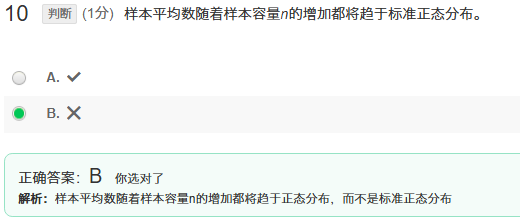 10 判断 (1分) 样本平均数随着样本容量n的增加都将趋于标准正态分布。
A. ✓
B. ✕
正确答案：B 你选对了
解析：样本平均数随着样本容量n的增加都将趋于正态分布，而不是标准正态分布